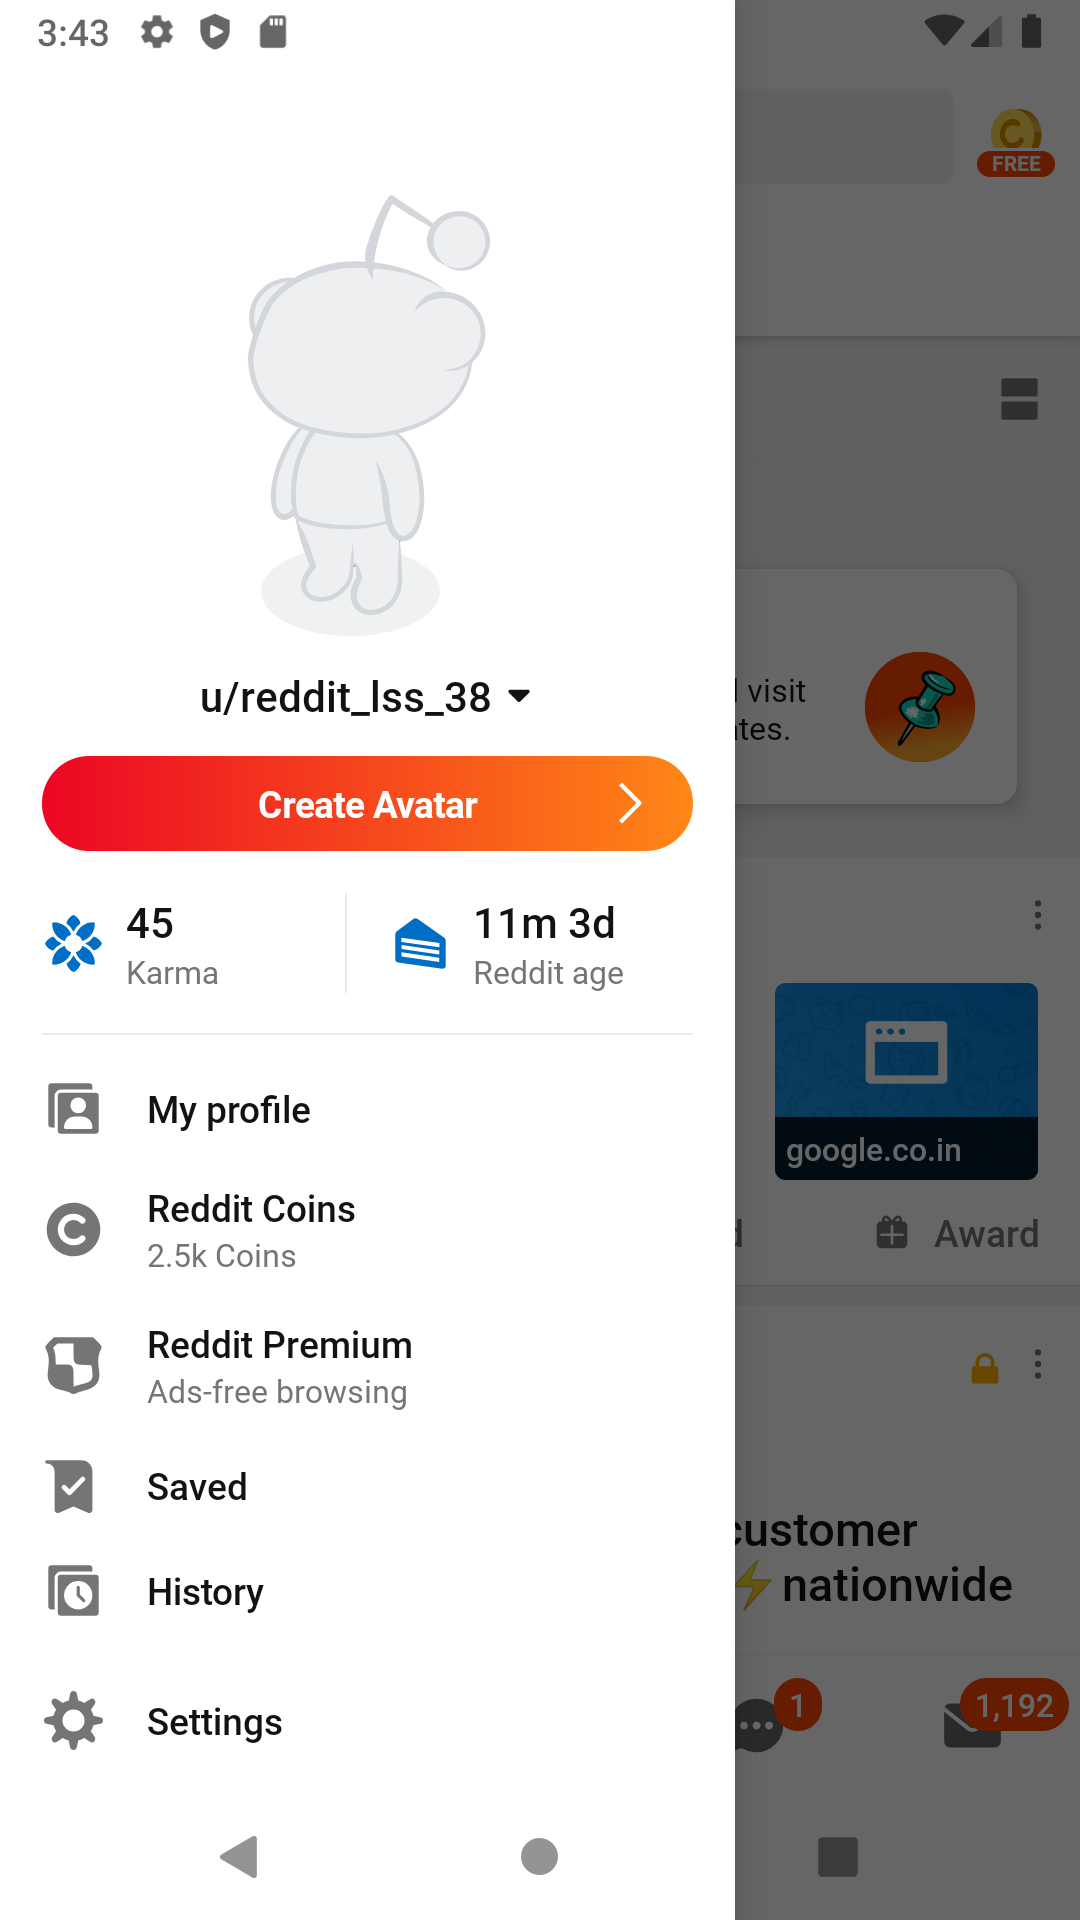 3:43
FREE
visit
u/reddit_lss_38
Create Avatar
45
Karma
11m 3d
Reddit age
My profile
google.co.in
Reddit Coins
2.5k Coins
Award
Reddit Premium
Ads-free browsing
Saved
customer
⚡nationwide
History
1
1,192
Settings